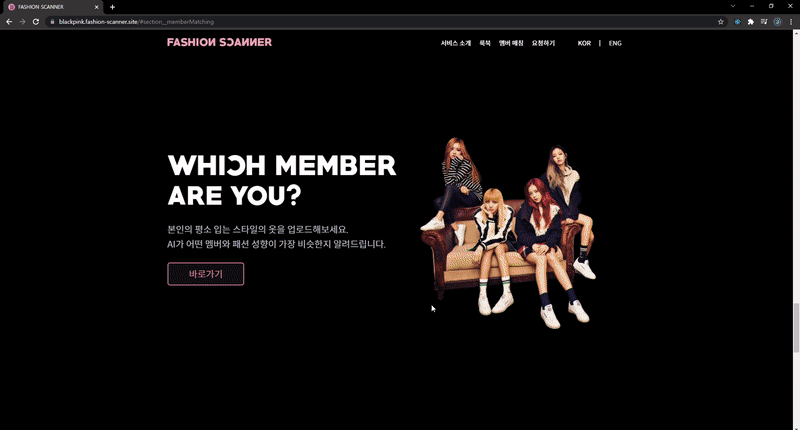 FASHION SCANNER
blackpink.fashion-scanner.site/#section__memberMatching
FASHION SCANNER
서비스 소개 룩북 멤버 매칭 요청하기 KOR | ENG
WHICH MEMBER
ARE YOU?
본인의 평소 입는 스타일의 옷을 업로드해보세요.
AI가 어떤 멤버와 패션 성향이 가장 비슷한지 알려드립니다.
바로가기